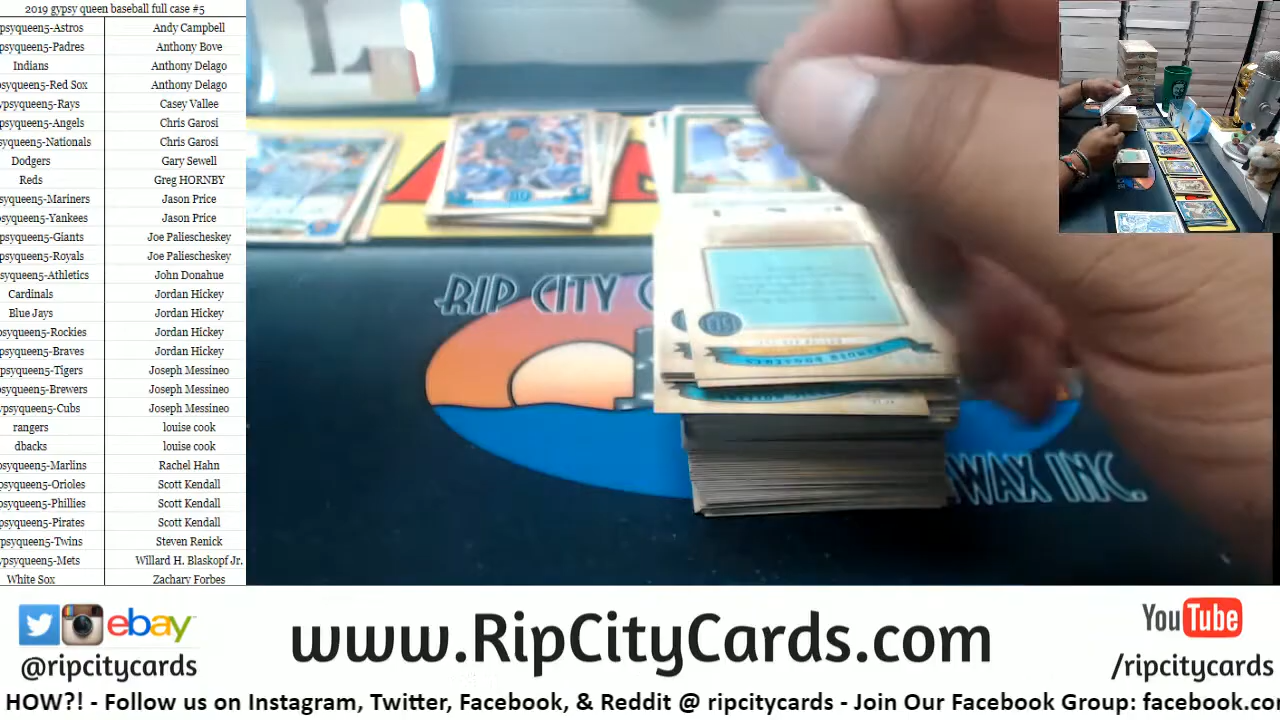 2019 gypsy queen baseball full case #5
psyqueen5-Astros Andy Campbell
psyqueen5-Padres Anthony Bove
Indians Anthony Delago
psyqueen5-Red Sox Anthony Delago
ypsyqueen5-Rays Casey Vallee
psyqueen5-Angels Chris Garosi
psyqueen5-Nationals Chris Garosi
Dodgers Gary Sewell
Reds Greg HORNBY
psyqueen5-Mariners Jason Price
psyqueen5-Yankees Jason Price
psyqueen5-Giants Joe Paliescheskey
psyqueen5-Royals Joe Paliescheskey
syqueen5-Athletics John Donahue
Cardinals Jordan Hickey
Blue Jays Jordan Hickey
psyqueen5-Rockies Jordan Hickey
psyqueen5-Braves Jordan Hickey
psyqueen5-Tigers Joseph Messineo
psyqueen5-Brewers Joseph Messineo
ypsyqueen5-Cubs Joseph Messineo
rangers louise cook
dbacks louise cook
psyqueen5-Marlins Rachel Hahn
psyqueen5-Orioles Scott Kendall
psyqueen5-Phillies Scott Kendall
psyqueen5-Pirates Scott Kendall
psyqueen5-Twins Steven Renick
ypsyqueen5-Mets Willard H. Blaskopf Jr.
White Sox Zachary Forbes
RIP CITY
WAX INC.
XANDER BOGAERTS
ebay
@ripcitycards
www.RipCityCards.com
YouTube
/ripcitycards
HOW?! - Follow us on Instagram, Twitter, Facebook, & Reddit @ ripcitycards - Join Our Facebook Group: facebook.co